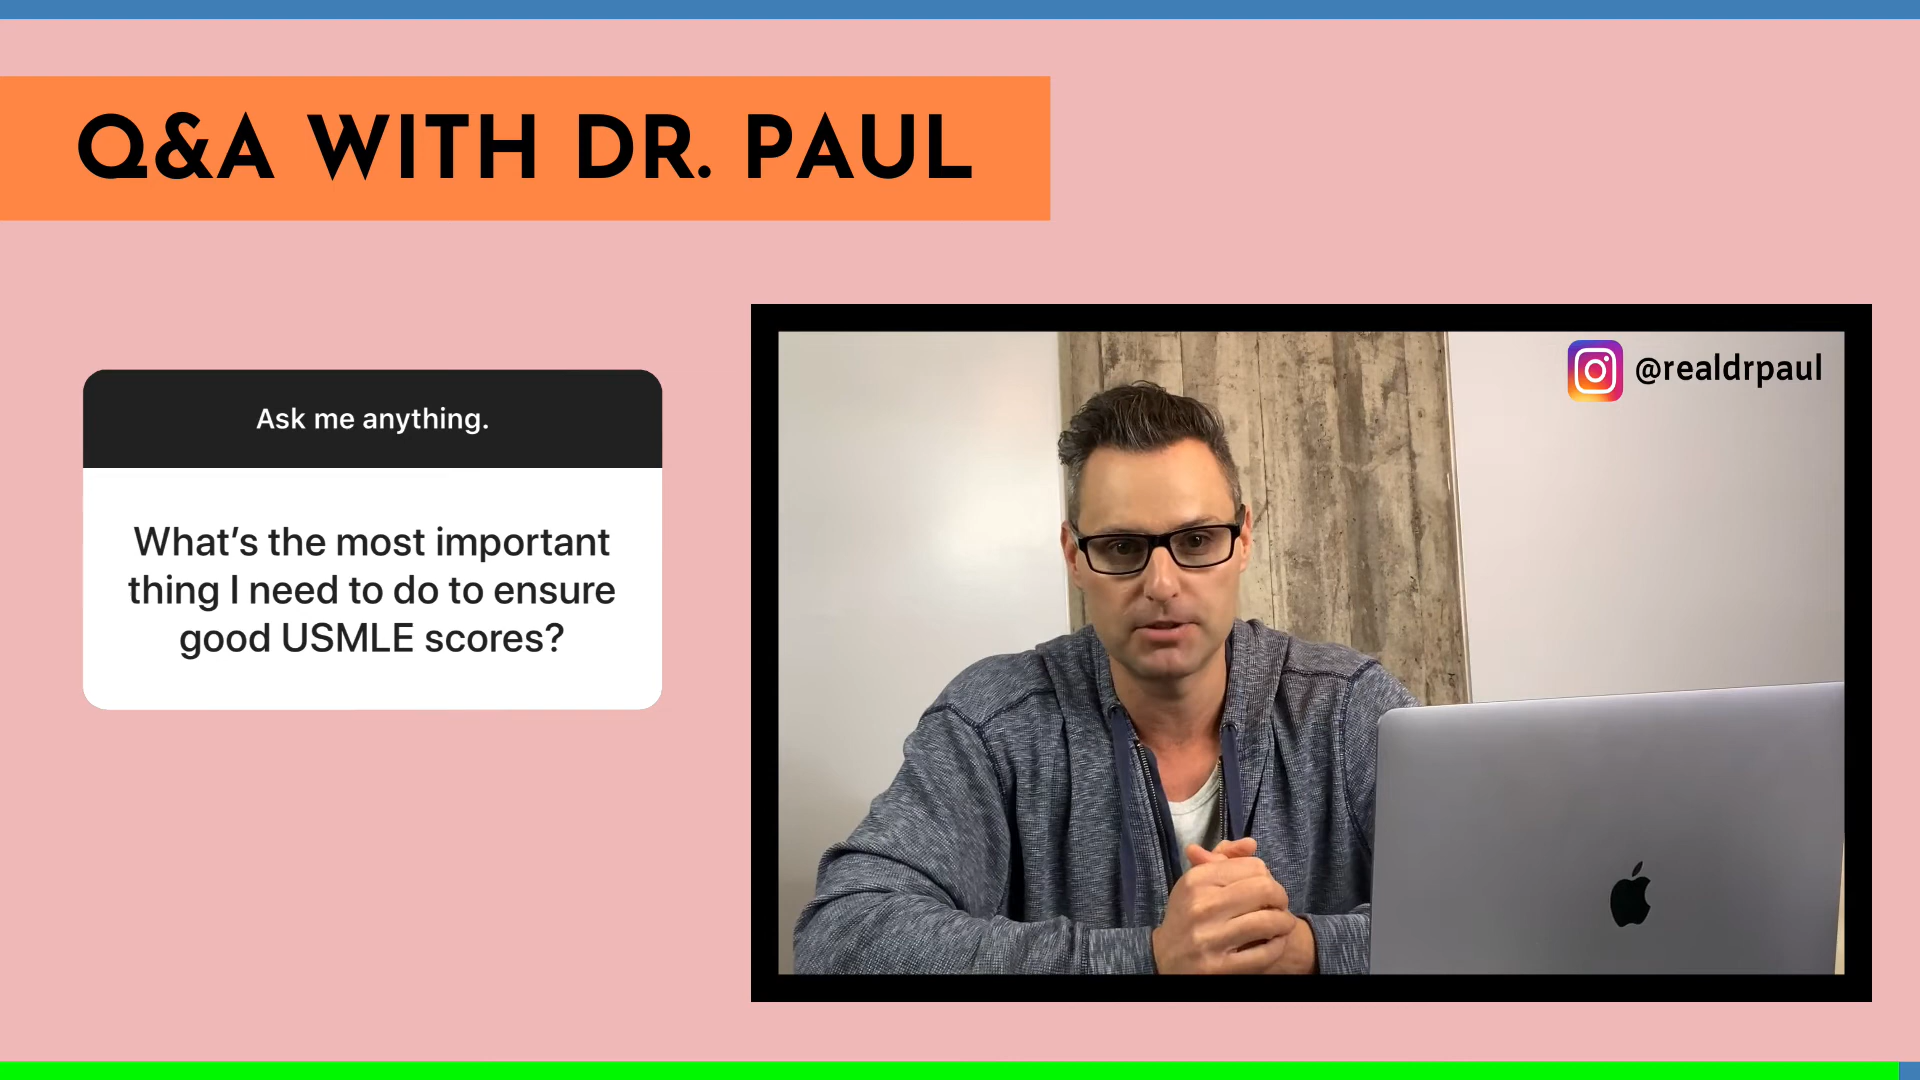 Q&A WITH DR. PAUL
Ask me anything.
What’s the most important
thing I need to do to ensure
good USMLE scores?
@realdrpaul